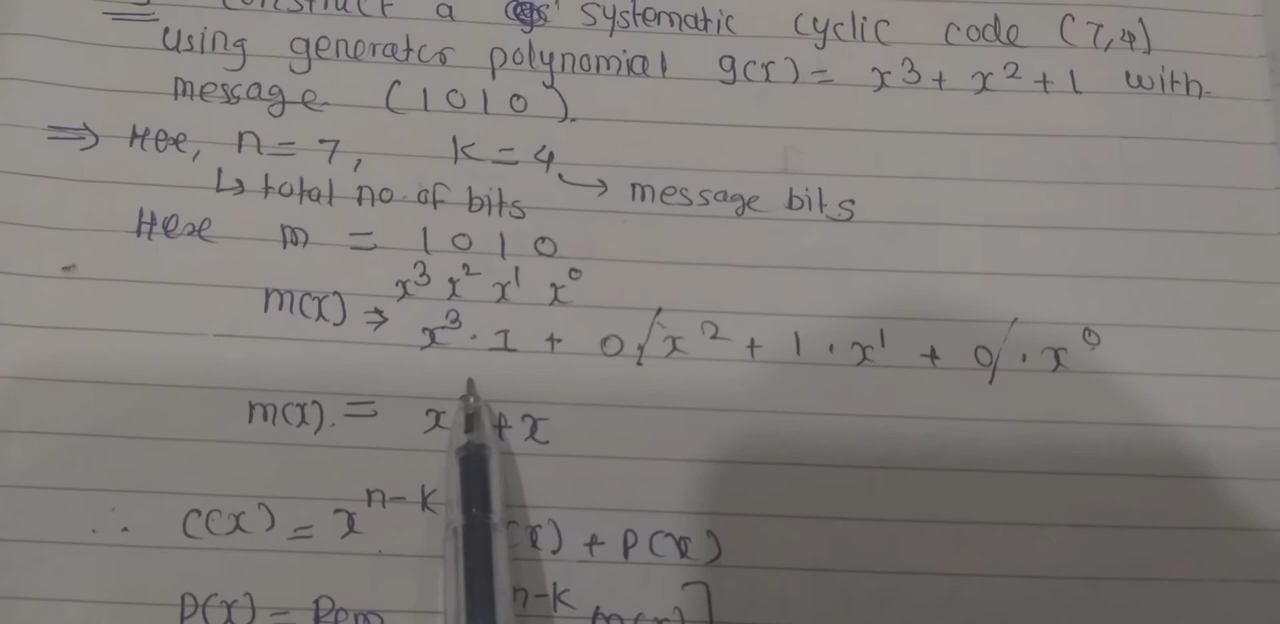 Construct a systematic cyclic code (7,4)
using generator polynomial g(x) = x³ + x² + 1 with
message (1010).
⇒ Here, n = 7, k = 4 → message bits
↳ total no of bits
Here m = 1010
x³ x² x¹ x⁰
m(x) ⇒ x³ · 1 + 0 x² + 1 · x¹ + 0 · x⁰
m(x) = x + x
∴ C(x) = xⁿ⁻ᵏ (x) + P(x)
P(x) = Rem n-k m(x)]